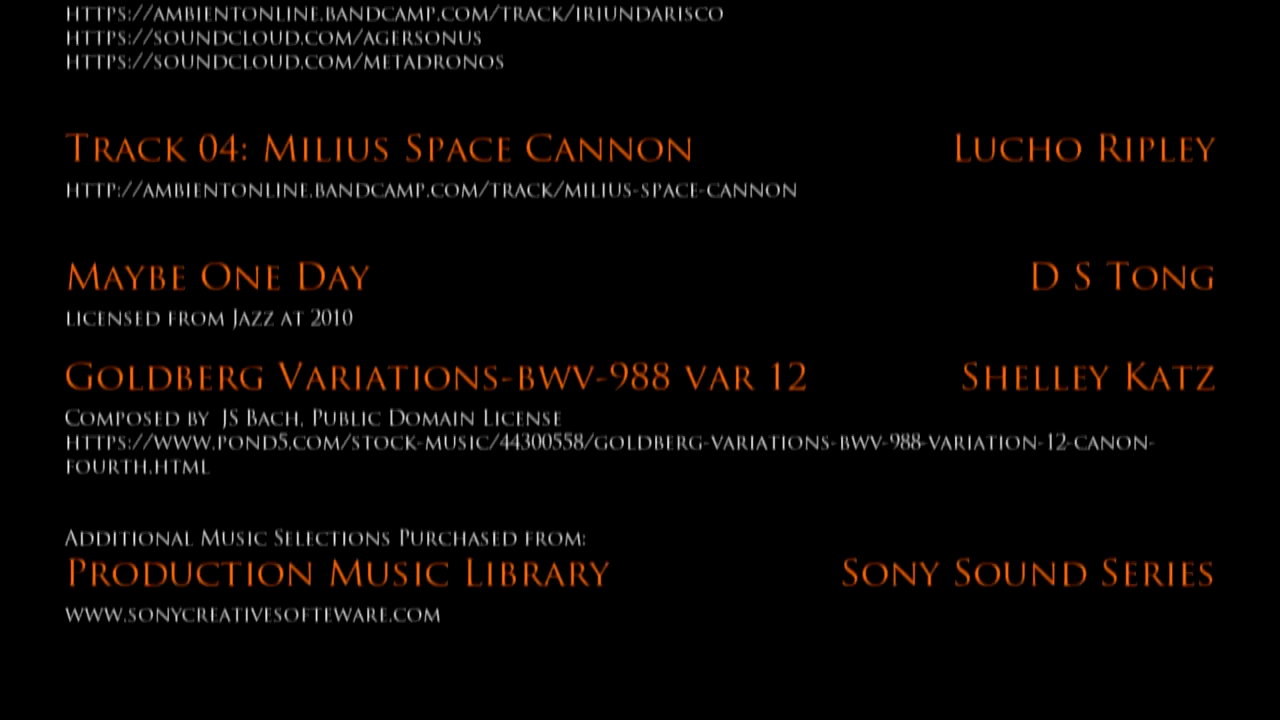 HTTPS://AMBIENTONLINE.BANDCAMP.COM/TRACK/IRIUNDARISCO
HTTPS://SOUNDCLOUD.COM/AGERSONUS
HTTPS://SOUNDCLOUD.COM/METADRONOS
TRACK 04: MILIUS SPACE CANNON LUCHO RIPLEY
HTTP://AMBIENTONLINE.BANDCAMP.COM/TRACK/MILIUS-SPACE-CANNON
MAYBE ONE DAY D S TONG
LICENSED FROM JAZZ AT 2010
GOLDBERG VARIATIONS-BWV-988 VAR 12 SHELLEY KATZ
COMPOSED BY JS BACH, PUBLIC DOMAIN LICENSE
HTTPS://WWW.POND5.COM/STOCK-MUSIC/44300558/GOLDBERG-VARIATIONS-BWV-988-VARIATION-12-CANON-
FOURTH.HTML
ADDITIONAL MUSIC SELECTIONS PURCHASED FROM:
PRODUCTION MUSIC LIBRARY SONY SOUND SERIES
WWW.SONYCREATIVESOFTEWARE.COM